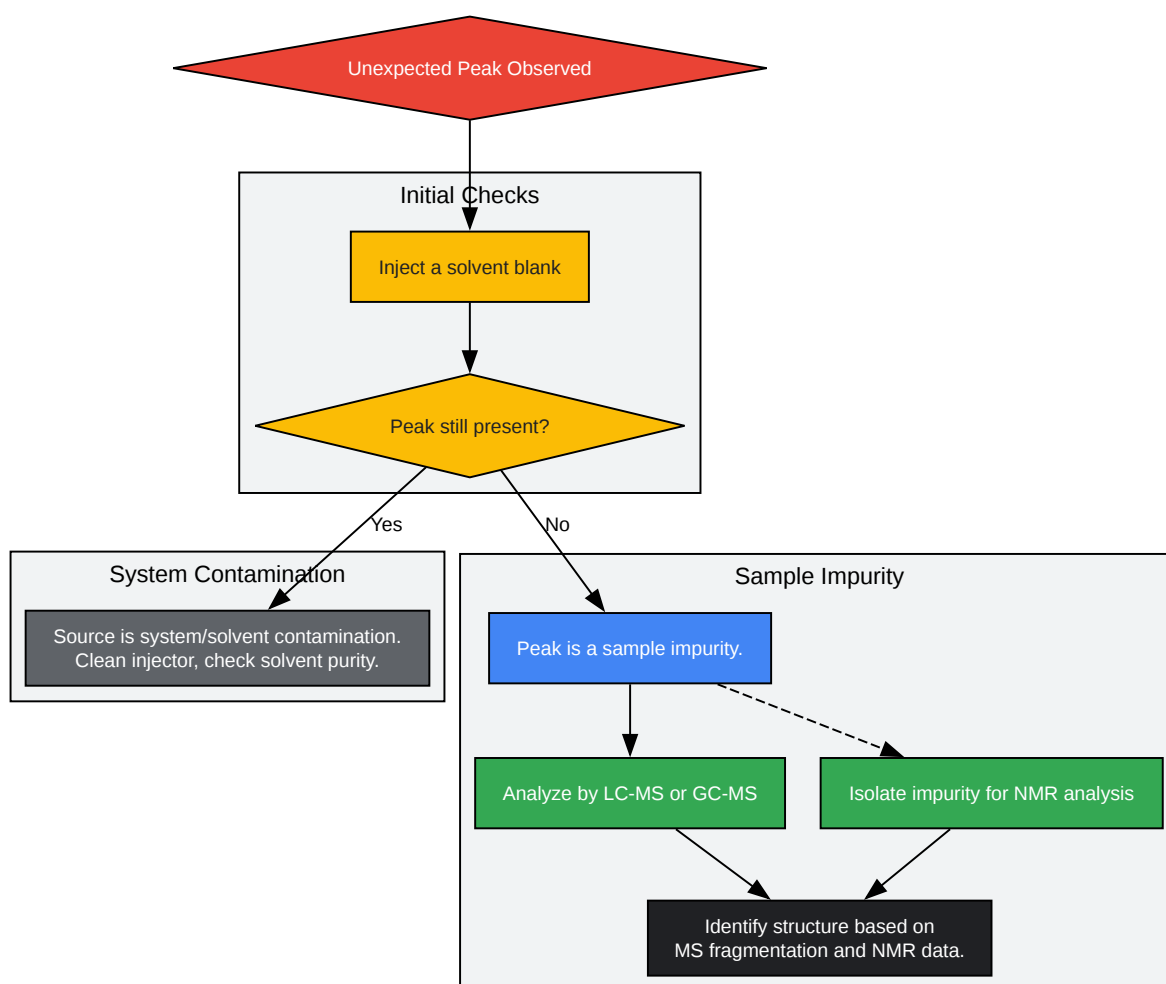 Unexpected Peak Observed
Initial Checks
Inject a solvent blank
Peak still present?
Yes
No
System Contamination
Source is system/solvent contamination.
Clean injector, check solvent purity.
Sample Impurity
Peak is a sample impurity.
Analyze by LC-MS or GC-MS
Isolate impurity for NMR analysis
Identify structure based on
MS fragmentation and NMR data.